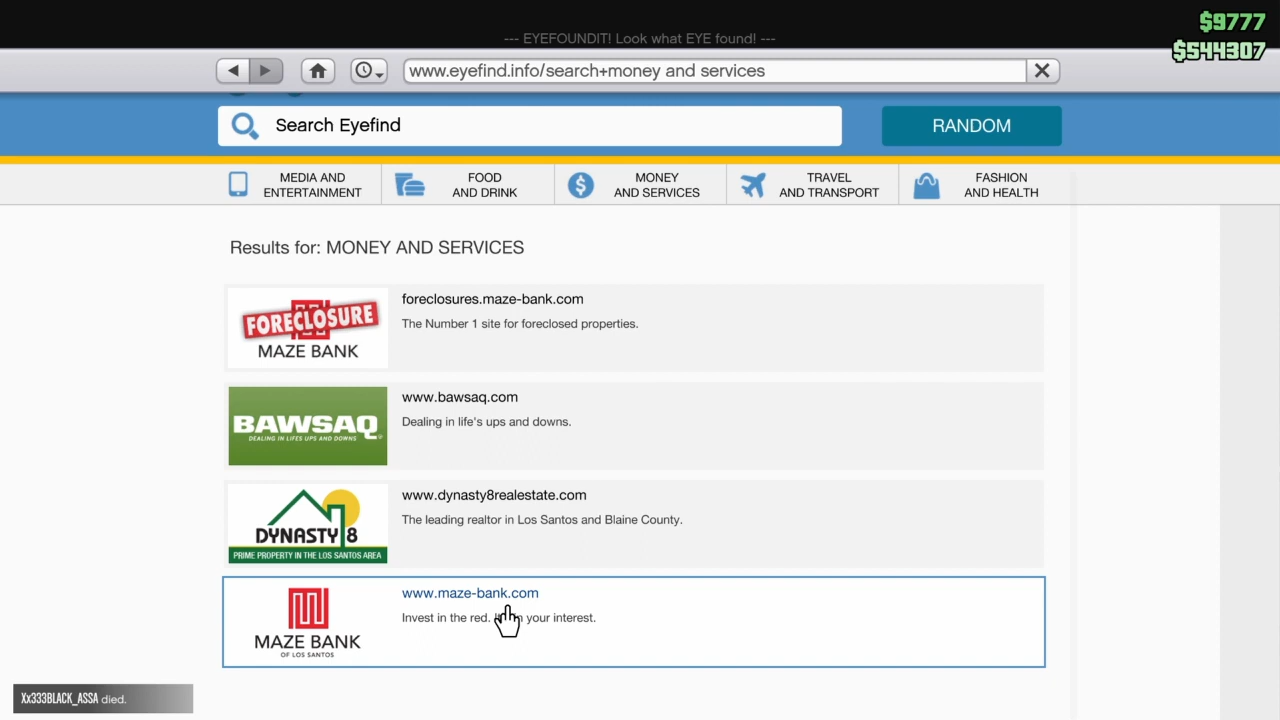 $9777
--- EYEFOUNDIT! Look what EYE found! ---
$544307
www.eyefind.info/search+money and services
Search Eyefind
RANDOM
MEDIA AND
ENTERTAINMENT
FOOD
AND DRINK
MONEY
AND SERVICES
TRAVEL
AND TRANSPORT
FASHION
AND HEALTH
Results for: MONEY AND SERVICES
FORECLOSURE
MAZE BANK
foreclosures.maze-bank.com
The Number 1 site for foreclosed properties.
BAWSAQ
DEALING IN LIFES UPS AND DOWNS
www.bawsaq.com
Dealing in life's ups and downs.
DYNASTY 8
PRIME PROPERTY IN THE LOS SANTOS AREA
www.dynasty8realestate.com
The leading realtor in Los Santos and Blaine County.
MAZE BANK
OF LOS SANTOS
www.maze-bank.com
Invest in the red. your interest.
Xx333BLACK_ASSA died.